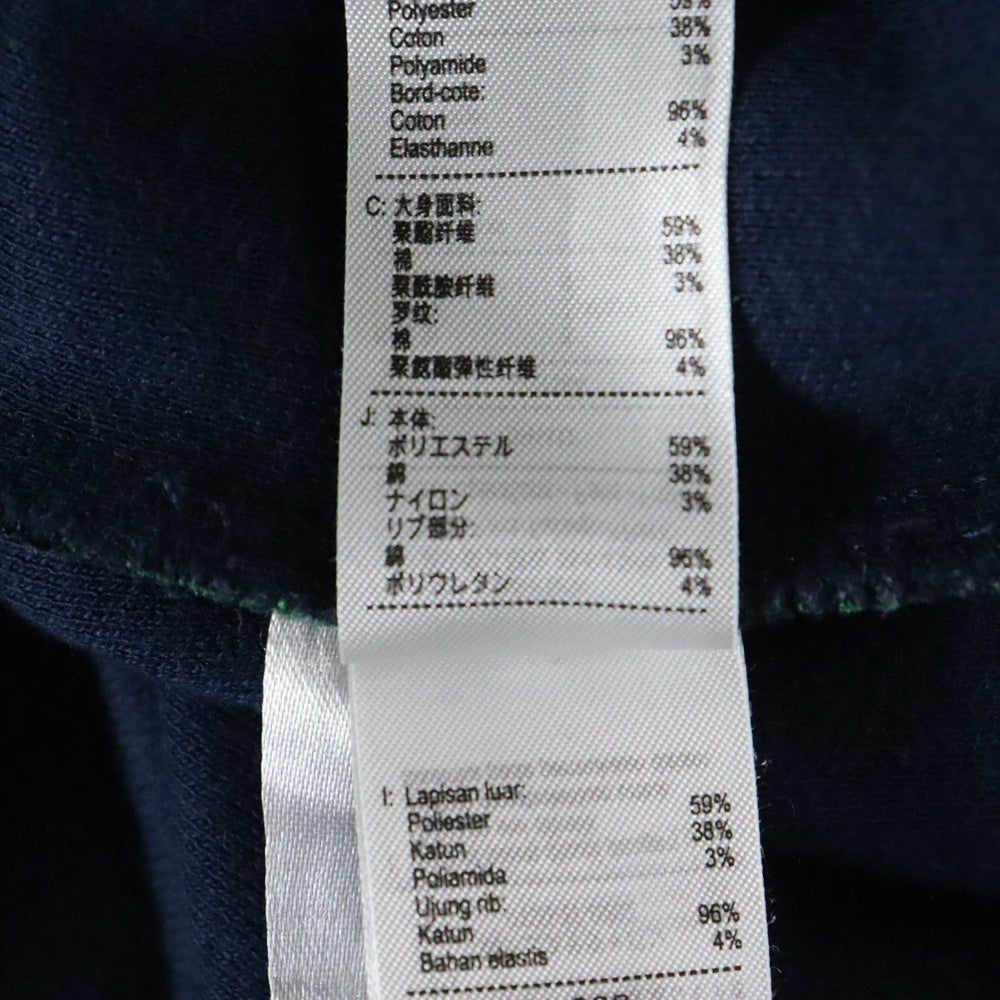 Polyester 59%
Coton 38%
Polyamide 3%
Bord-cote:
Coton 96%
Elasthanne 4%
C: 大身面料:
聚酯纤维 59%
棉 38%
聚酰胺纤维 3%
罗纹:
棉 96%
聚氨酯弹性纤维 4%
J: 本体:
ポリエステル 59%
綿 38%
ナイロン 3%
リブ部分:
綿 96%
ポリウレタン 4%
I: Lapisan luar:
Poliester 59%
Katun 38%
Poliamida 3%
Ujung rib:
Katun 96%
Bahan elastis 4%